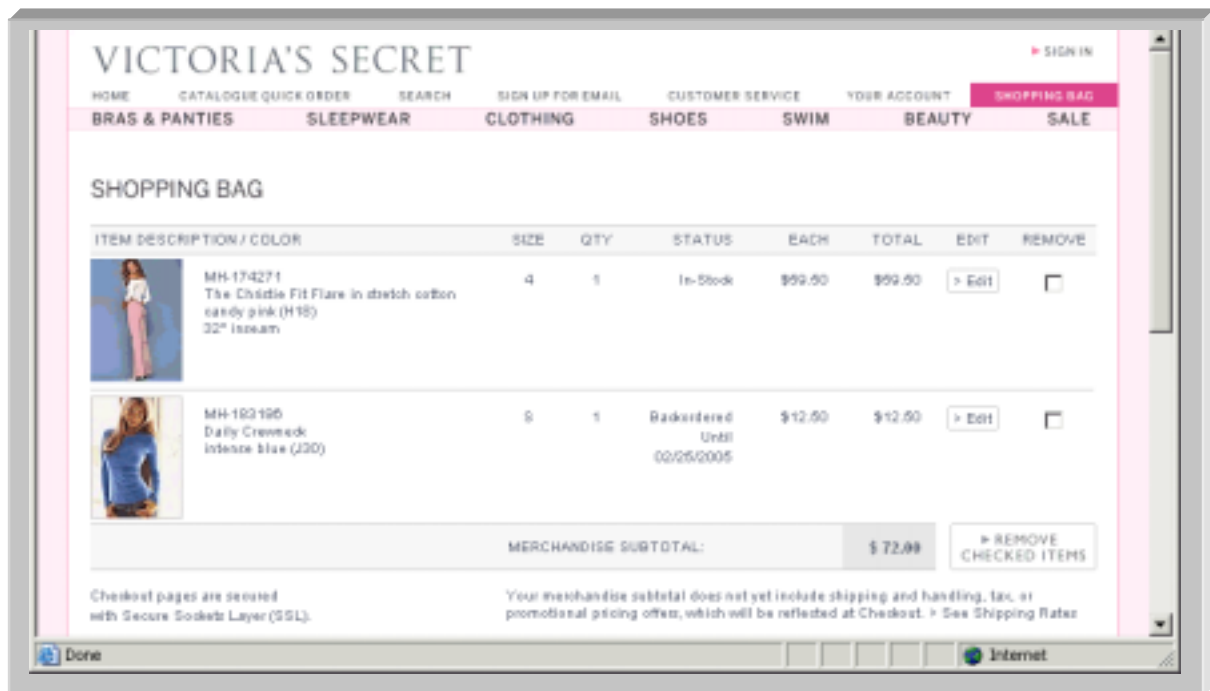 VICTORIA'S SECRET
SIGN IN
HOME CATALOGUE QUICK ORDER SEARCH SIGN UP FOR EMAIL CUSTOMER SERVICE YOUR ACCOUNT SHOPPING BAG
BRAS & PANTIES SLEEPWEAR CLOTHING SHOES SWIM BEAUTY SALE
SHOPPING BAG
ITEM DESCRIPTION / COLOR SIZE QTY STATUS EACH TOTAL EDIT REMOVE
MH-174271 4 1 In-Stock > Edit
The Christie Fit Flare in stretch cotton
candy pink (H18)
32" inseam
1 Backordered $12.50 $12.50 > Edit
Daily Crewneck Until
intense blue (J30) 02/25/2005
MERCHANDISE SUBTOTAL: $ 72.00 REMOVE
CHECKED ITEMS
Checkout pages are secured
with Secure Sockets Layer (SSL).
Your merchandise subtotal does not yet include shipping and handling, tax, or
promotional pricing offers, which will be reflected at Checkout. > See Shipping Rates
Done Internet